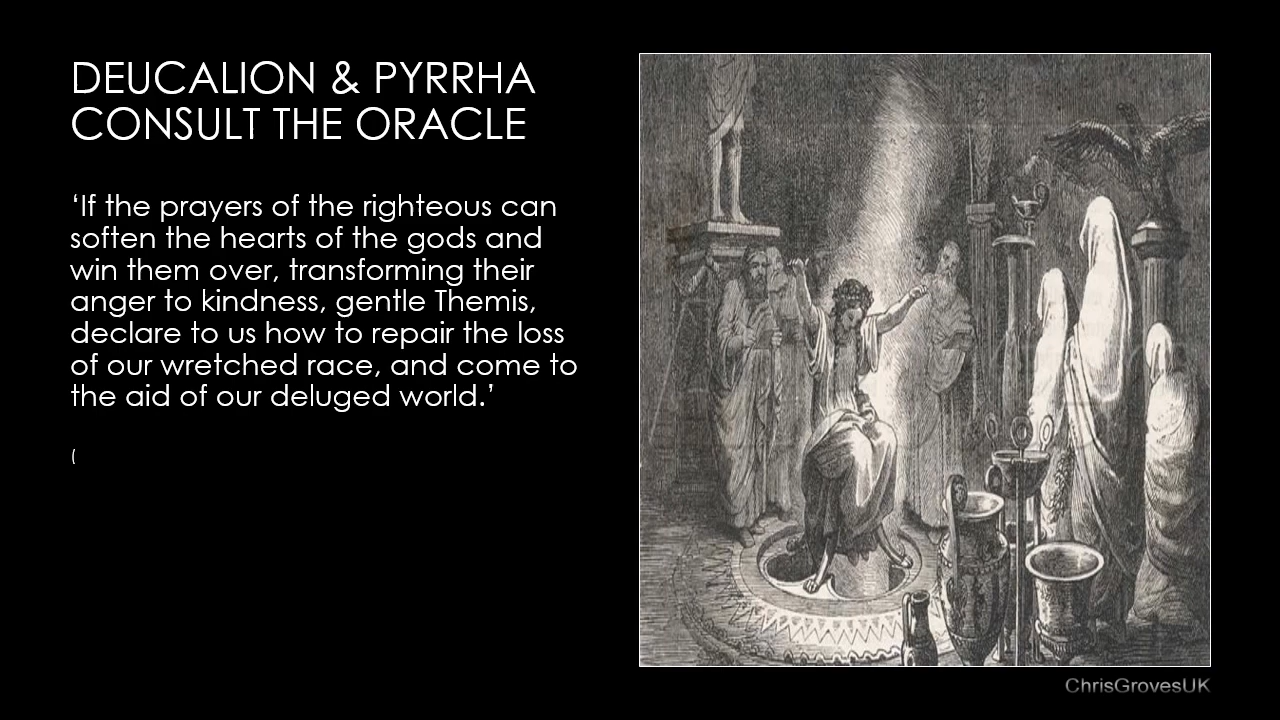 DEUCALION & PYRRHA
CONSULT THE ORACLE
‘If the prayers of the righteous can
soften the hearts of the gods and
win them over, transforming their
anger to kindness, gentle Themis,
declare to us how to repair the loss
of our wretched race, and come to
the aid of our deluged world.’
(
ChrisGrovesUK